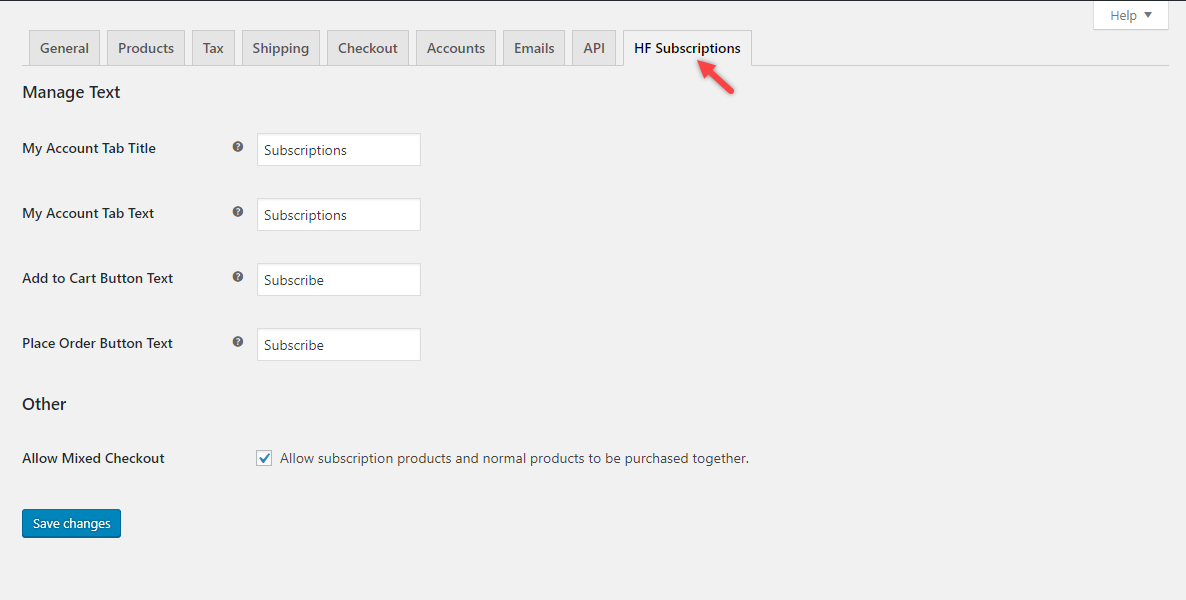 Help
General Products Tax Shipping Checkout Accounts Emails API HF Subscriptions
Manage Text
My Account Tab Title Subscriptions
My Account Tab Text Subscriptions
Add to Cart Button Text Subscribe
Place Order Button Text Subscribe
Other
Allow Mixed Checkout Allow subscription products and normal products to be purchased together.
Save changes